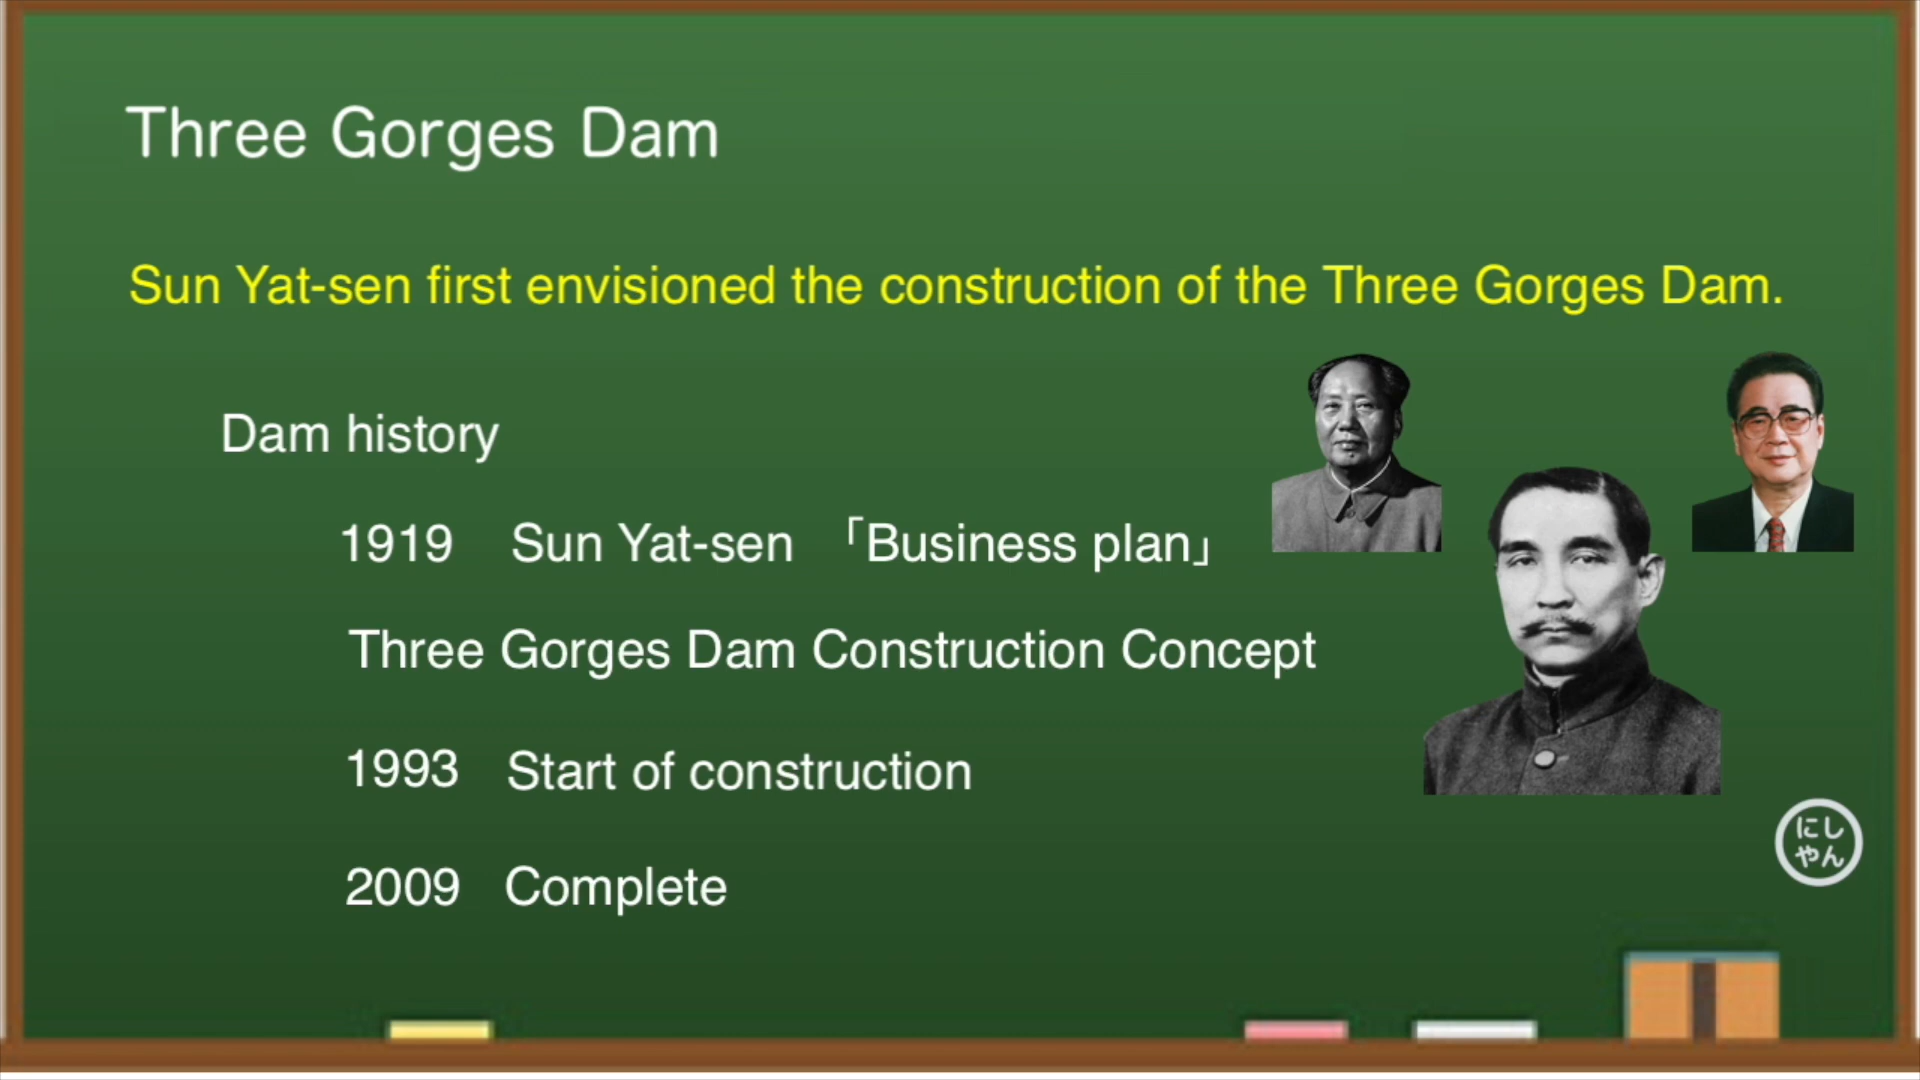 Three Gorges Dam
Sun Yat-sen first envisioned the construction of the Three Gorges Dam.
Dam history
1919 Sun Yat-sen 「Business plan」
Three Gorges Dam Construction Concept
1993 Start of construction
2009 Complete
にし
やん